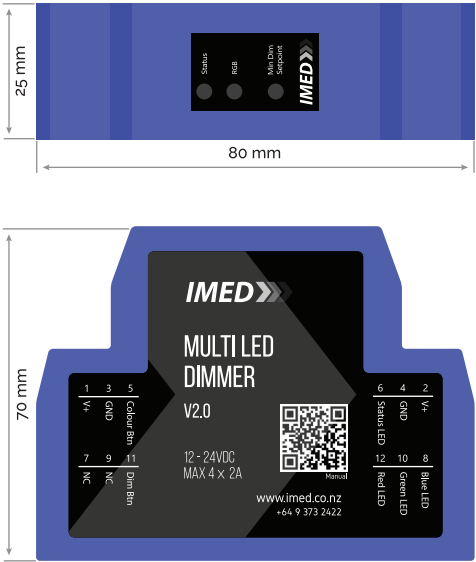 25 mm
Status
RGB
Min Dim
Setpoint
IMED
80 mm
70 mm
IMED
MULTI LED
DIMMER
V2.0
12 - 24VDC
MAX 4 x 2A
1 3 5
V+ GND Colour Btn
7 9 11
NC NC Dim Btn
6 4 2
Status LED GND V+
12 10 8
Red LED Green LED Blue LED
Manual
www.imed.co.nz
+64 9 373 2422